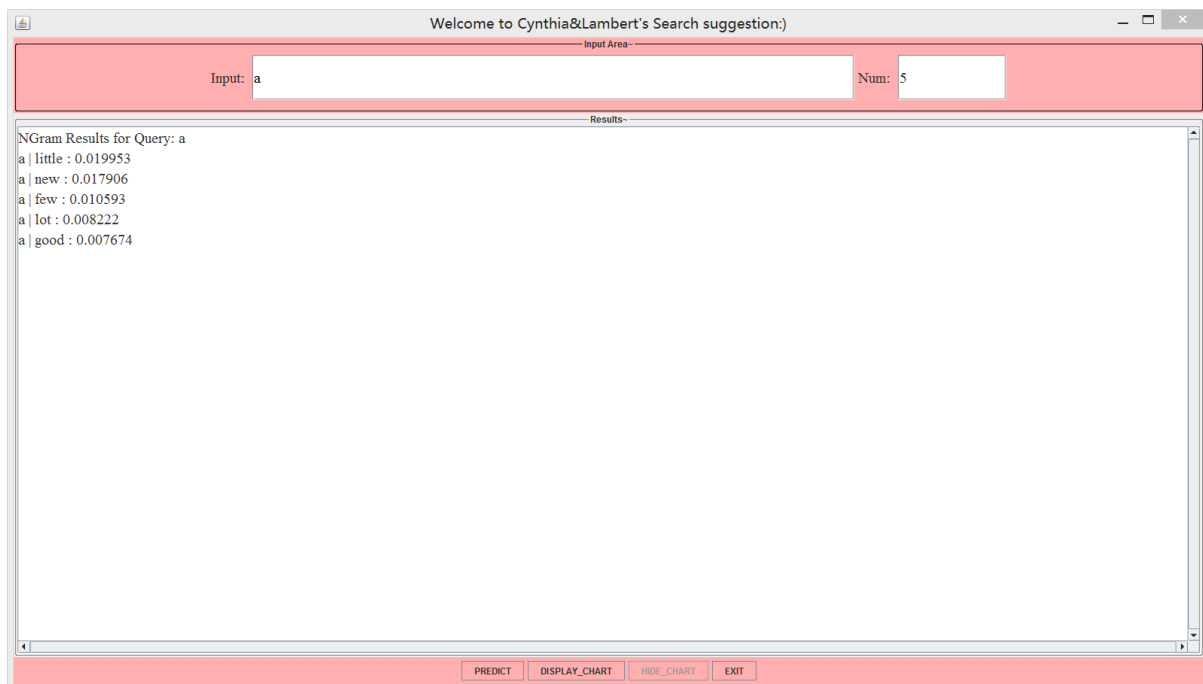 Welcome to Cynthia&Lambert's Search suggestion:)
Input Area~
Input: a Num: 5
Results~
NGram Results for Query: a
a | little : 0.019953
a | new : 0.017906
a | few : 0.010593
a | lot : 0.008222
a | good : 0.007674
PREDICT DISPLAY_CHART HIDE_CHART EXIT